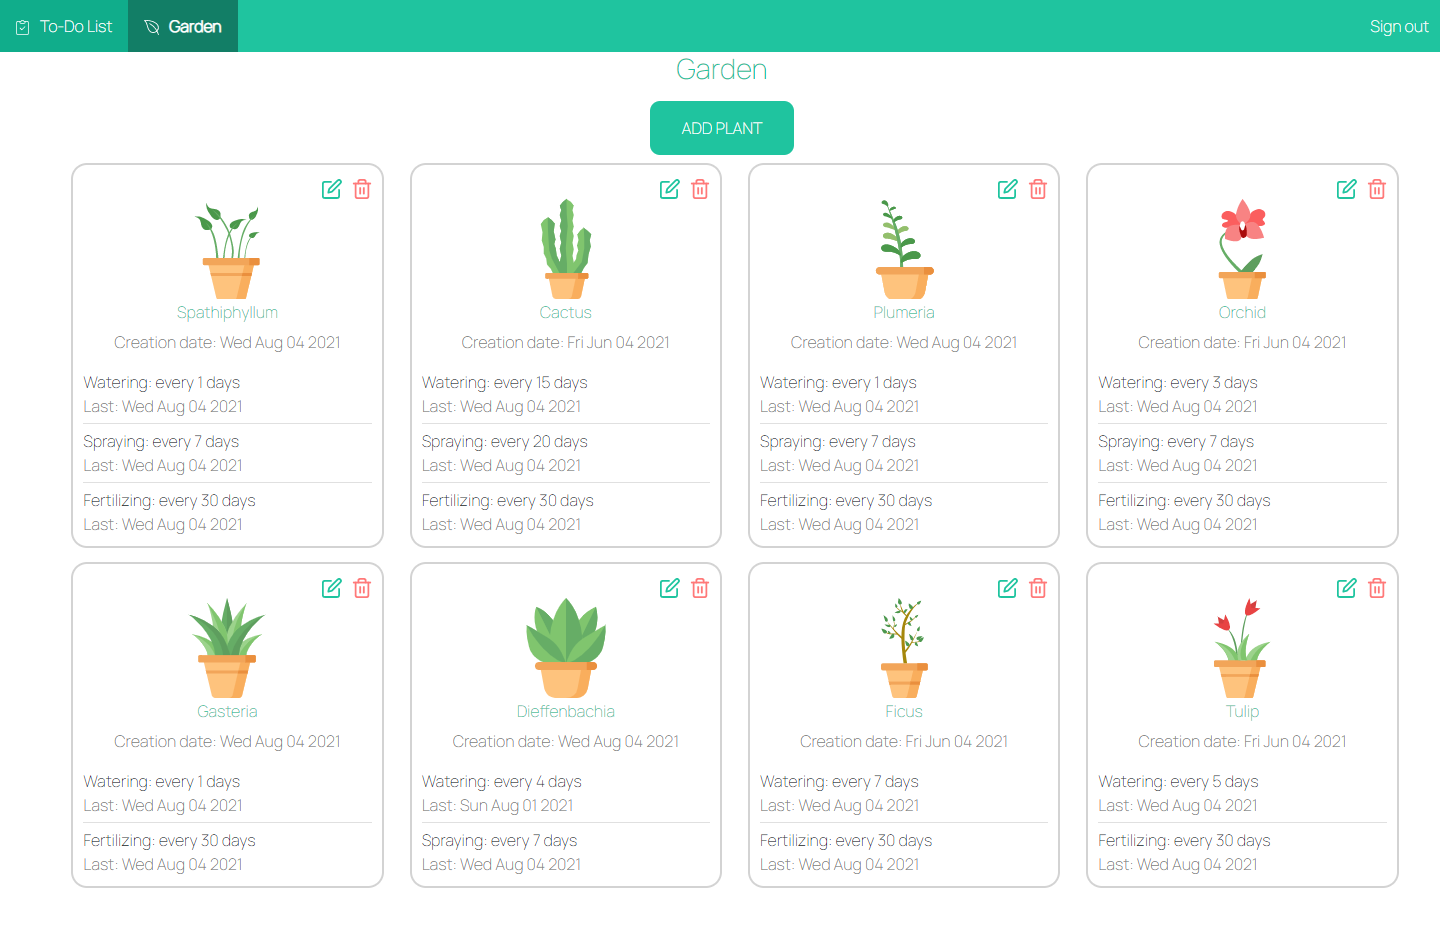 To-Do List
Garden
Sign out
Garden
ADD PLANT
Spathiphyllum
Creation date: Wed Aug 04 2021
Watering: every 1 days
Last: Wed Aug 04 2021
Spraying: every 7 days
Last: Wed Aug 04 2021
Fertilizing: every 30 days
Last: Wed Aug 04 2021
Cactus
Creation date: Fri Jun 04 2021
Watering: every 15 days
Last: Wed Aug 04 2021
Spraying: every 20 days
Last: Wed Aug 04 2021
Fertilizing: every 30 days
Last: Wed Aug 04 2021
Plumeria
Creation date: Wed Aug 04 2021
Watering: every 1 days
Last: Wed Aug 04 2021
Spraying: every 7 days
Last: Wed Aug 04 2021
Fertilizing: every 30 days
Last: Wed Aug 04 2021
Orchid
Creation date: Fri Jun 04 2021
Watering: every 3 days
Last: Wed Aug 04 2021
Spraying: every 7 days
Last: Wed Aug 04 2021
Fertilizing: every 30 days
Last: Wed Aug 04 2021
Gasteria
Creation date: Wed Aug 04 2021
Watering: every 1 days
Last: Wed Aug 04 2021
Fertilizing: every 30 days
Last: Wed Aug 04 2021
Dieffenbachia
Creation date: Wed Aug 04 2021
Watering: every 4 days
Last: Sun Aug 01 2021
Spraying: every 7 days
Last: Wed Aug 04 2021
Ficus
Creation date: Fri Jun 04 2021
Watering: every 7 days
Last: Wed Aug 04 2021
Fertilizing: every 30 days
Last: Wed Aug 04 2021
Tulip
Creation date: Fri Jun 04 2021
Watering: every 5 days
Last: Wed Aug 04 2021
Fertilizing: every 30 days
Last: Wed Aug 04 2021